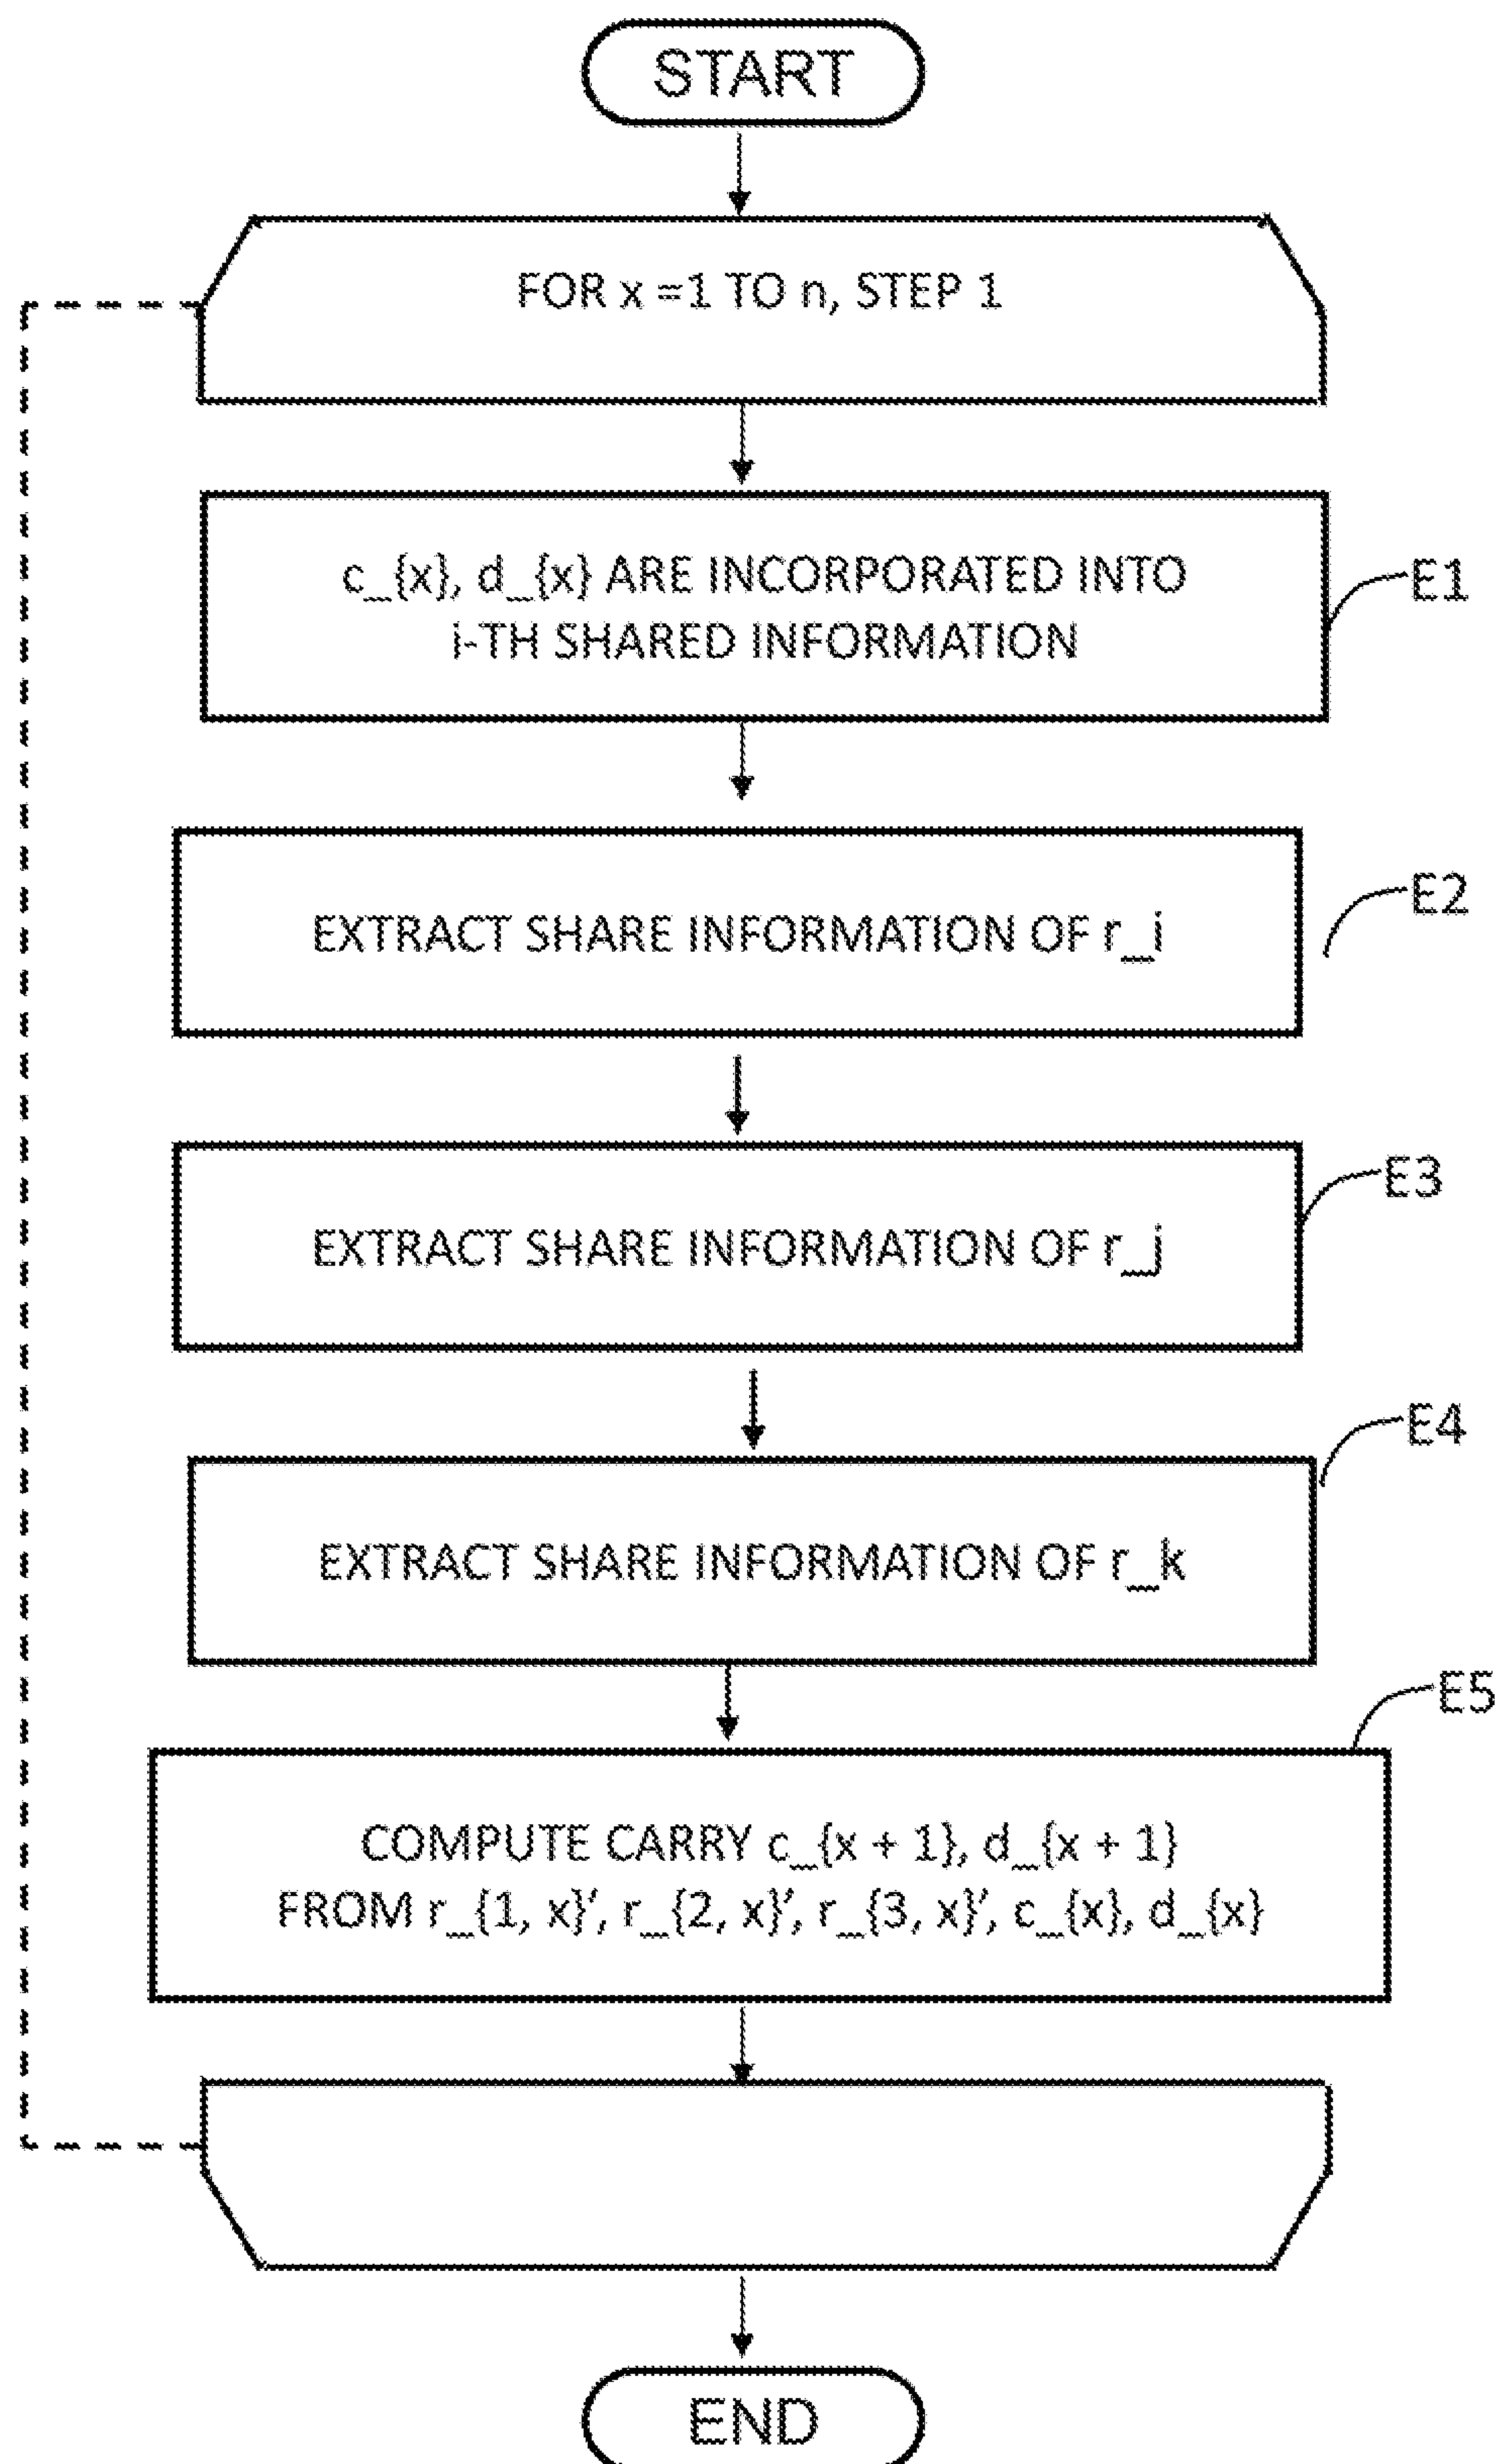 START
FOR x =1 TO n, STEP 1
c_{x}, d_{x} ARE INCORPORATED INTO
i-TH SHARED INFORMATION
E1
EXTRACT SHARE INFORMATION OF r_i
E2
EXTRACT SHARE INFORMATION OF r_j
E3
EXTRACT SHARE INFORMATION OF r_k
E4
COMPUTE CARRY c_{x + 1}, d_{x + 1}
FROM r_{1, x}′, r_{2, x}′, r_{3, x}′, c_{x}, d_{x}
E5
END